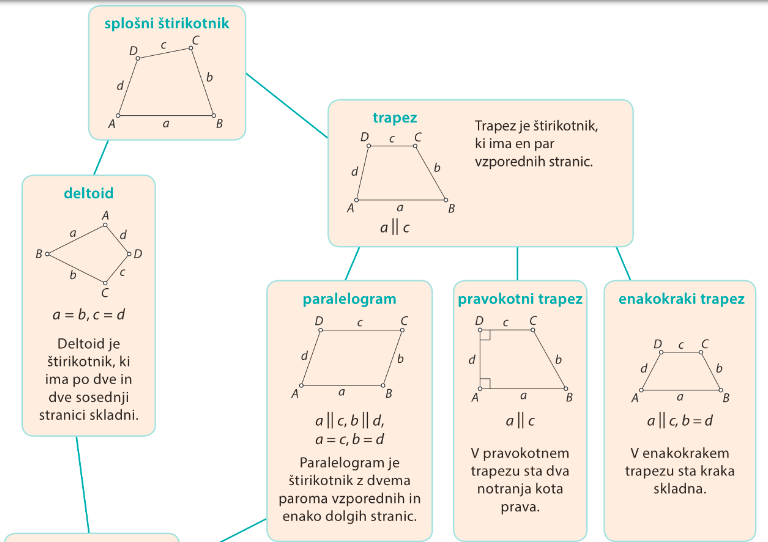 splošni štirikotnik
D
c
C
d
b
A
a
B
trapez
D
c
C
d
b
A
a
B
a || c
Trapez je štirikotnik,
ki ima en par
vzporednih stranic.
deltoid
A
a
d
B
D
b
c
C
a = b, c = d
Deltoid je
štirikotnik, ki
ima po dve in
dve sosednji
stranici skladni.
paralelogram
D
c
C
d
b
A
a
B
a || c, b || d,
a = c, b = d
Paralelogram je
štirikotnik z dvema
paroma vzporednih in
enako dolgih stranic.
pravokotni trapez
D
c
C
d
b
A
a
B
a || c
V pravokotnem
trapezu sta dva
notranja kota
prava.
enakokraki trapez
D
c
C
d
b
A
a
B
a || c, b = d
V enakokrakem
trapezu sta kraka
skladna.